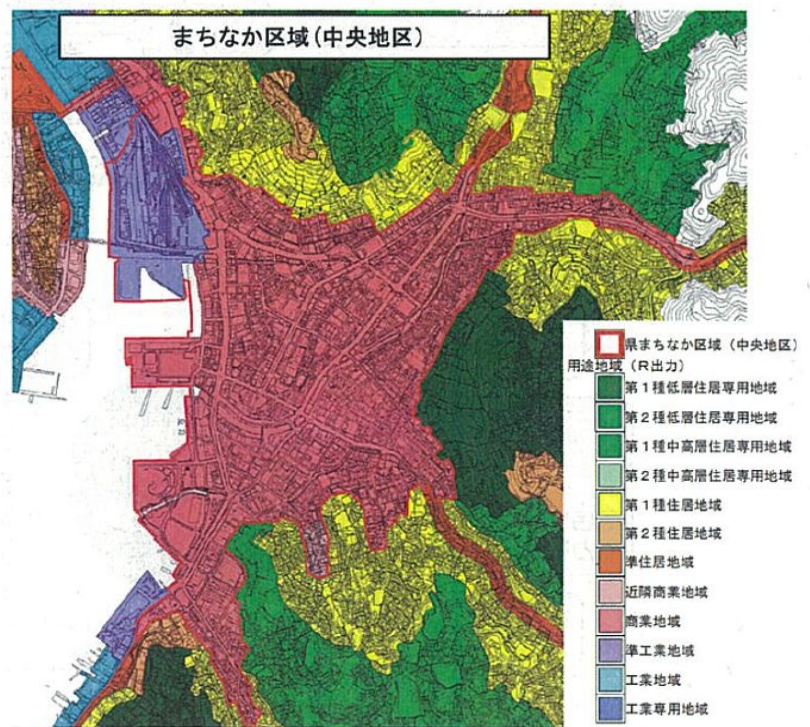 まちなか区域(中央地区)
県まちなか区域(中央地区)
用途地域(R出力)
第1種低層住居専用地域
第2種低層住居専用地域
第1種中高層住居専用地域
第2種中高層住居専用地域
第1種住居地域
第2種住居地域
準住居地域
近隣商業地域
商業地域
準工業地域
工業地域
工業専用地域